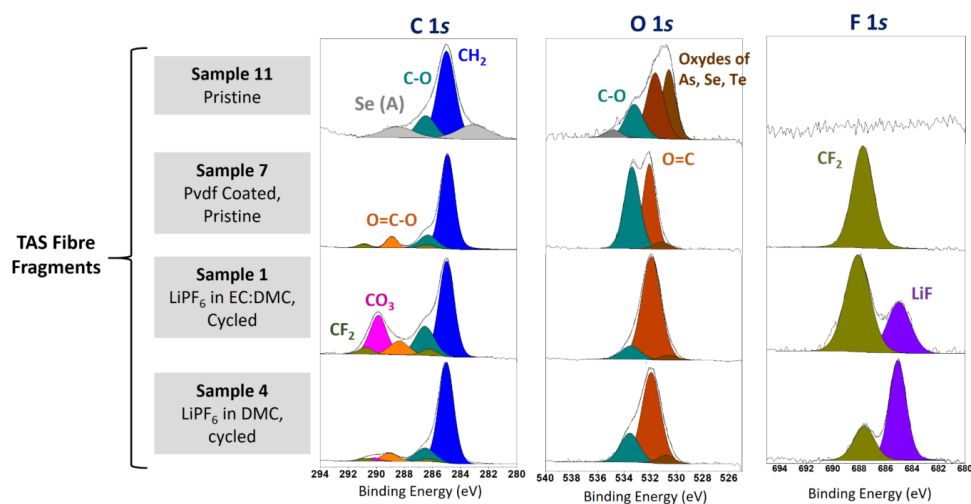 C 1s
O 1s
F 1s
TAS Fibre
Fragments
Sample 11
Pristine
Se (A)
C-O
CH2
C-O
Oxydes of
As, Se, Te
Sample 7
Pvdf Coated,
Pristine
O=C-O
O=C
CF2
Sample 1
LiPF6 in EC:DMC,
Cycled
CF2
CO3
LiF
Sample 4
LiPF6 in DMC,
cycled
294 292 290 288 286 284 282 280
Binding Energy (eV)
540 538 536 534 532 530 528 526
Binding Energy (eV)
694 692 690 688 686 684 682 680
Binding Energy (eV)